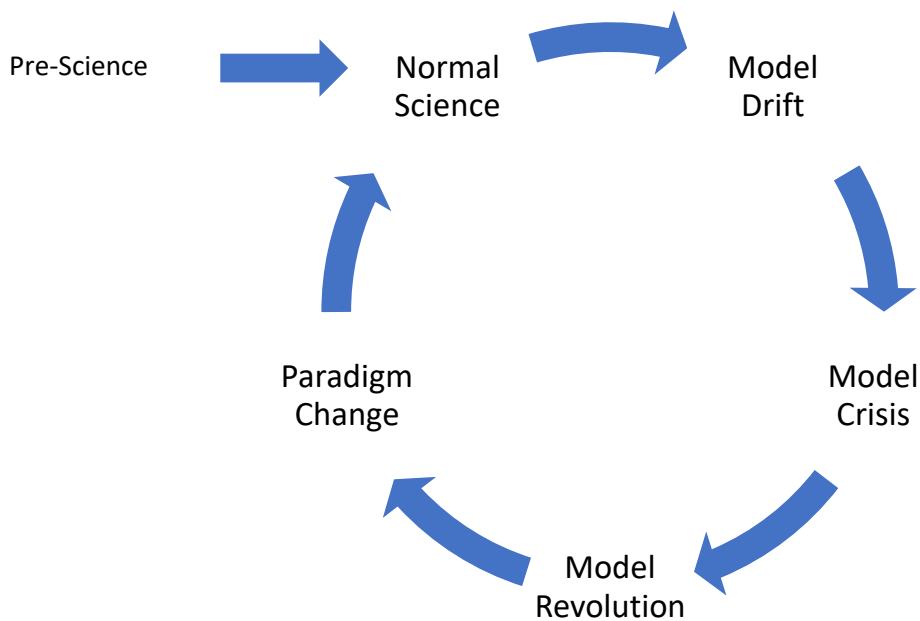 Pre-Science
Normal
Science
Model
Drift
Model
Crisis
Model
Revolution
Paradigm
Change